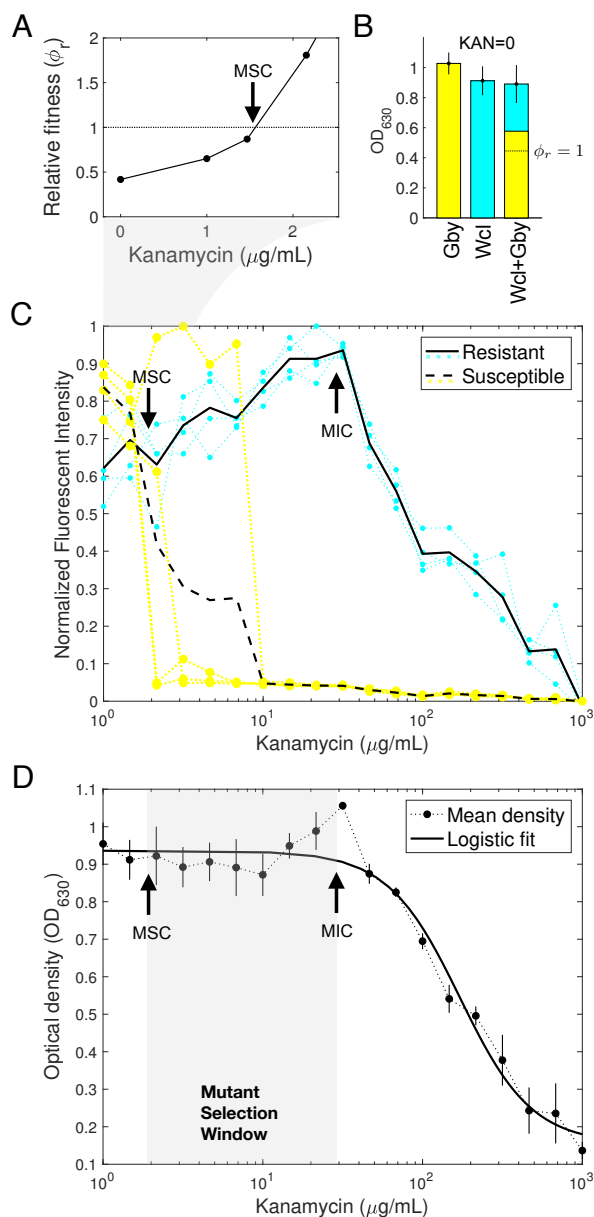 A
Relative fitness (ϕr)
2
1.5
1
0.5
0
MSC
0
1
2
Kanamycin (μg/mL)
B
KAN=0
OD630
1
0.8
0.6
0.4
0.2
0
ϕr = 1
Gby
Wcl
Wcl+Gby
C
Normalized Fluorescent Intensity
1
0.9
0.8
0.7
0.6
0.5
0.4
0.3
0.2
0.1
0
MSC
MIC
Resistant
Susceptible
10^0
10^1
10^2
10^3
Kanamycin (μg/mL)
D
Optical density (OD630)
1.1
1
0.9
0.8
0.7
0.6
0.5
0.4
0.3
0.2
0.1
MSC
MIC
Mean density
Logistic fit
Mutant
Selection
Window
10^0
10^1
10^2
10^3
Kanamycin (μg/mL)